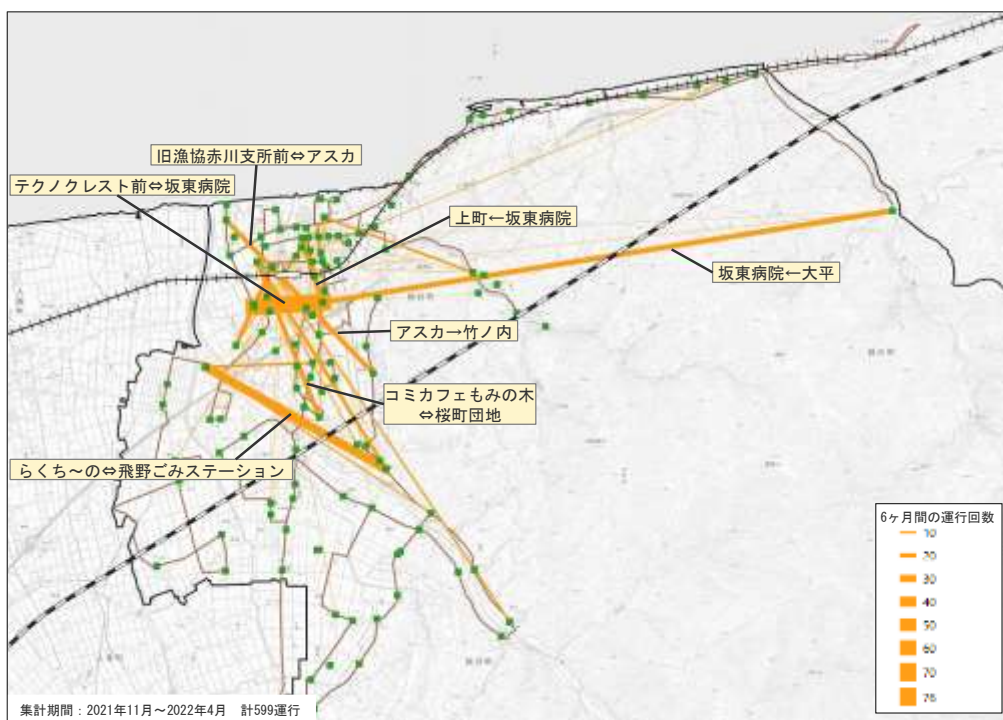 旧漁協赤川支所前⇔アスカ
テクノクレスト前⇔坂東病院
上町←坂東病院
坂東病院←大平
アスカ→竹ノ内
コミカフェもみの木
⇔桜町団地
らくち～の⇔飛野ごみステーション
6ヶ月間の運行回数
10
20
30
40
50
60
70
76
集計期間：2021年11月～2022年4月 計599運行